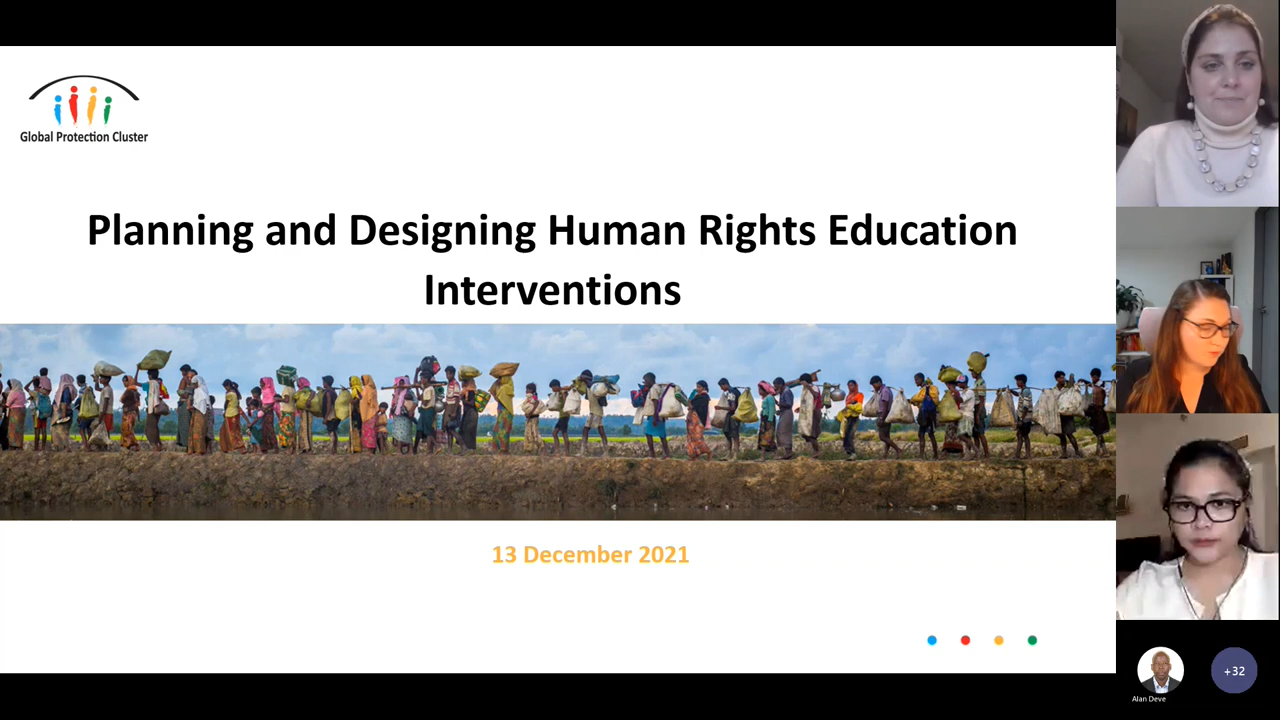 Global Protection Cluster
Planning and Designing Human Rights Education
Interventions
13 December 2021
Alan Deve
+32